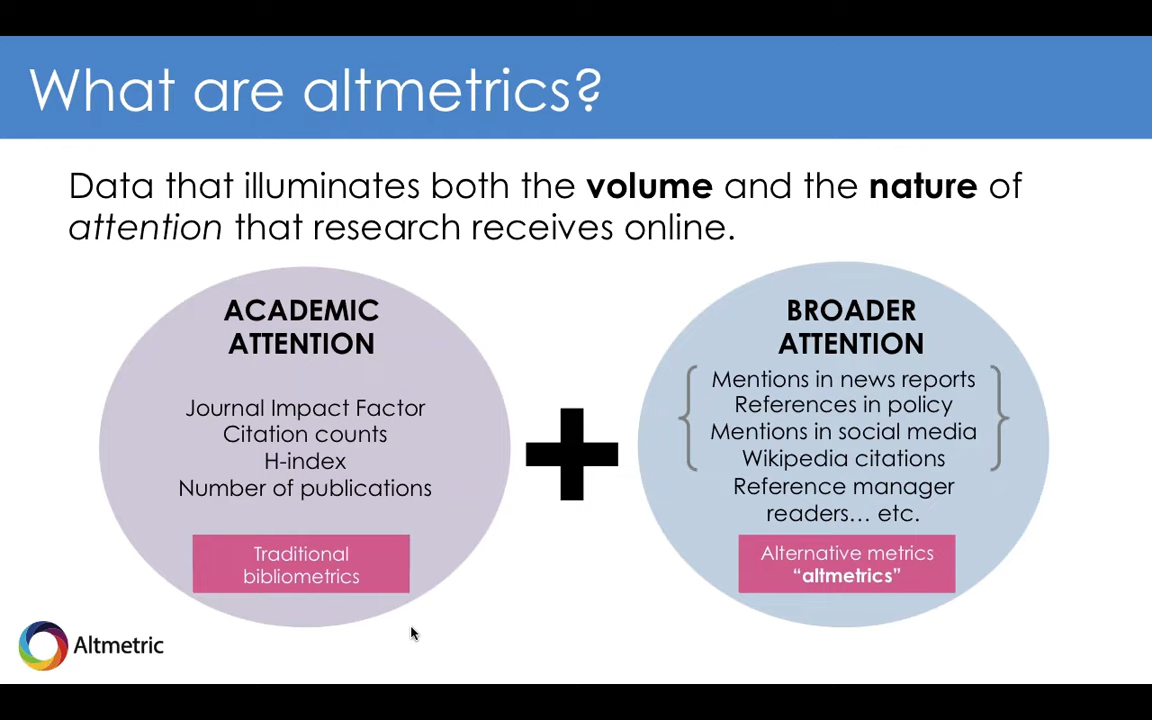 What are altmetrics?
Data that illuminates both the volume and the nature of
attention that research receives online.
ACADEMIC
ATTENTION
Journal Impact Factor
Citation counts
H-index
Number of publications
Traditional
bibliometrics
BROADER
ATTENTION
Mentions in news reports
References in policy
Mentions in social media
Wikipedia citations
Reference manager
readers… etc.
Alternative metrics
“altmetrics”
Altmetric